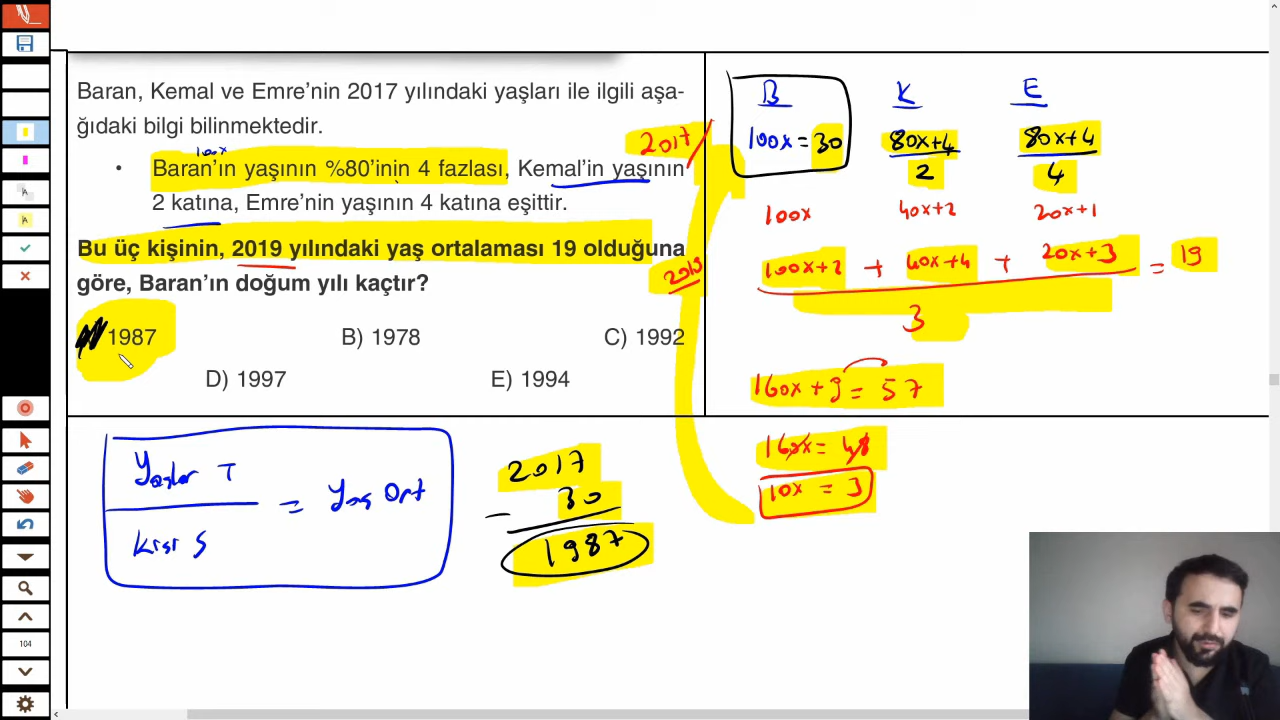 Baran, Kemal ve Emre'nin 2017 yılındaki yaşları ile ilgili aşa-
ğıdaki bilgi bilinmektedir.
100x
2017
• Baran'ın yaşının %80'inin 4 fazlası, Kemal'in yaşının
2 katına, Emre'nin yaşının 4 katına eşittir.
Bu üç kişinin, 2019 yılındaki yaş ortalaması 19 olduğuna
göre, Baran'ın doğum yılı kaçtır?
2019
1987 B) 1978 C) 1992
D) 1997 E) 1994
B K E
100x = 30 80x+4 80x+4
2 4
100x 40x+2 20x+1
100x+2 + 40x+4 + 20x+3 = 19
3
160x + 9 = 57
160x = 48
10x = 3
Yaşlar T
= Yaş Ort
Kişi S
2017
- 30
1987
104